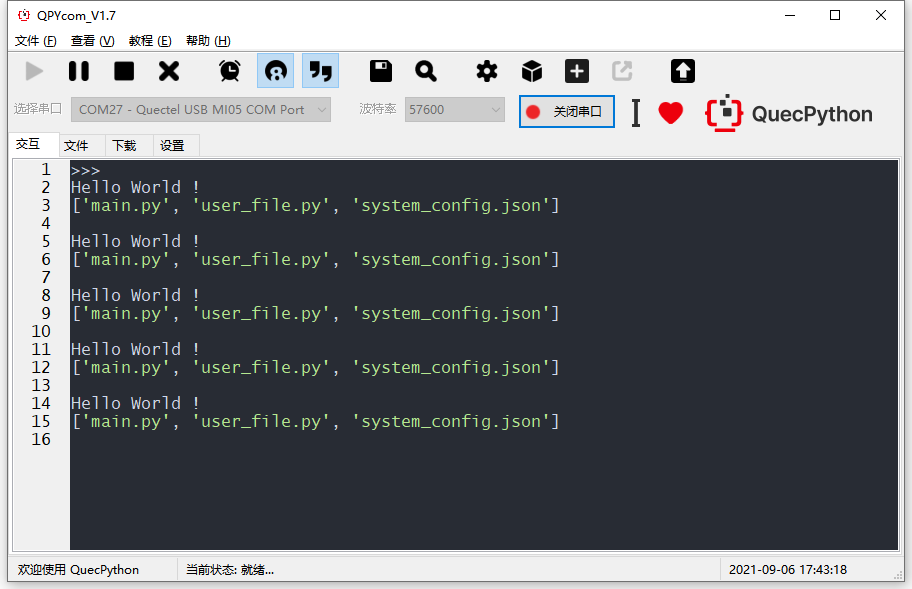 QPYcom_V1.7
文件 (F) 查看 (V) 教程 (E) 帮助 (H)
选择串口 COM27 - Quectel USB MI05 COM Port 波特率 57600 关闭串口 QuecPython
交互 文件 下载 设置
1 >>>
2 Hello World !
3 ['main.py', 'user_file.py', 'system_config.json']
4
5 Hello World !
6 ['main.py', 'user_file.py', 'system_config.json']
7
8 Hello World !
9 ['main.py', 'user_file.py', 'system_config.json']
10
11 Hello World !
12 ['main.py', 'user_file.py', 'system_config.json']
13
14 Hello World !
15 ['main.py', 'user_file.py', 'system_config.json']
16
欢迎使用 QuecPython 当前状态: 就绪... 2021-09-06 17:43:18